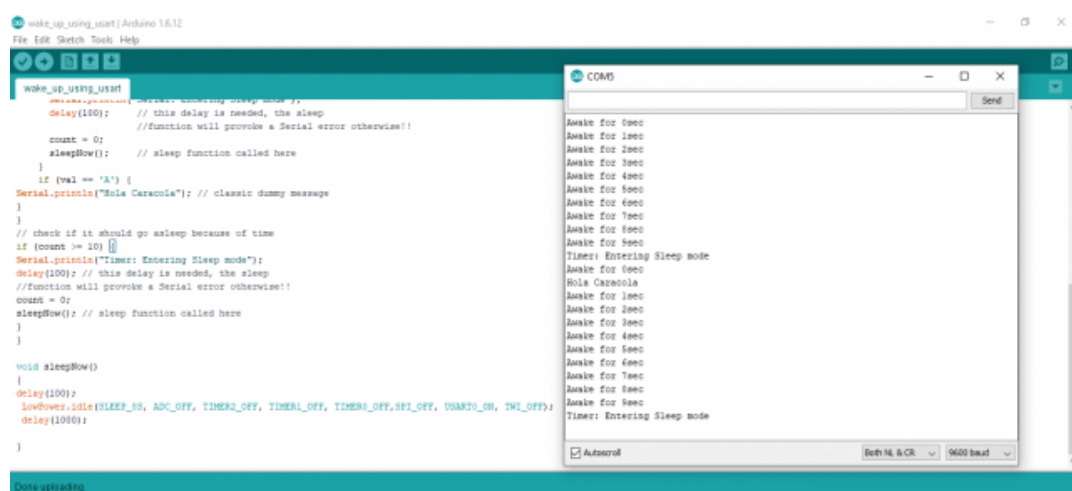 wake_up_using_usart | Arduino 1.6.12
File Edit Sketch Tools Help
wake_up_using_usart
Serial.println("Serial: Entering Sleep mode");
delay(100); // this delay is needed, the sleep
//function will provoke a Serial error otherwise!!
count = 0;
sleepNow(); // sleep function called here
}
if (val == 'A') {
Serial.println("Hola Caracola"); // classic dummy message
}
}
// check if it should go asleep because of time
if (count >= 10) {
Serial.println("Timer: Entering Sleep mode");
delay(100); // this delay is needed, the sleep
//function will provoke a Serial error otherwise!!
count = 0;
sleepNow(); // sleep function called here
}
}
void sleepNow()
{
delay(100);
LowPower.idle(SLEEP_8S, ADC_OFF, TIMER2_OFF, TIMER1_OFF, TIMER0_OFF,SPI_OFF, USART0_ON, TWI_OFF);
delay(1000);
}
Done uploading.
COM5
Send
Awake for 0sec
Awake for 1sec
Awake for 2sec
Awake for 3sec
Awake for 4sec
Awake for 5sec
Awake for 6sec
Awake for 7sec
Awake for 8sec
Awake for 9sec
Timer: Entering Sleep mode
Awake for 0sec
Hola Caracola
Awake for 1sec
Awake for 2sec
Awake for 3sec
Awake for 4sec
Awake for 5sec
Awake for 6sec
Awake for 7sec
Awake for 8sec
Awake for 9sec
Timer: Entering Sleep mode
Autoscroll
Both NL & CR
9600 baud